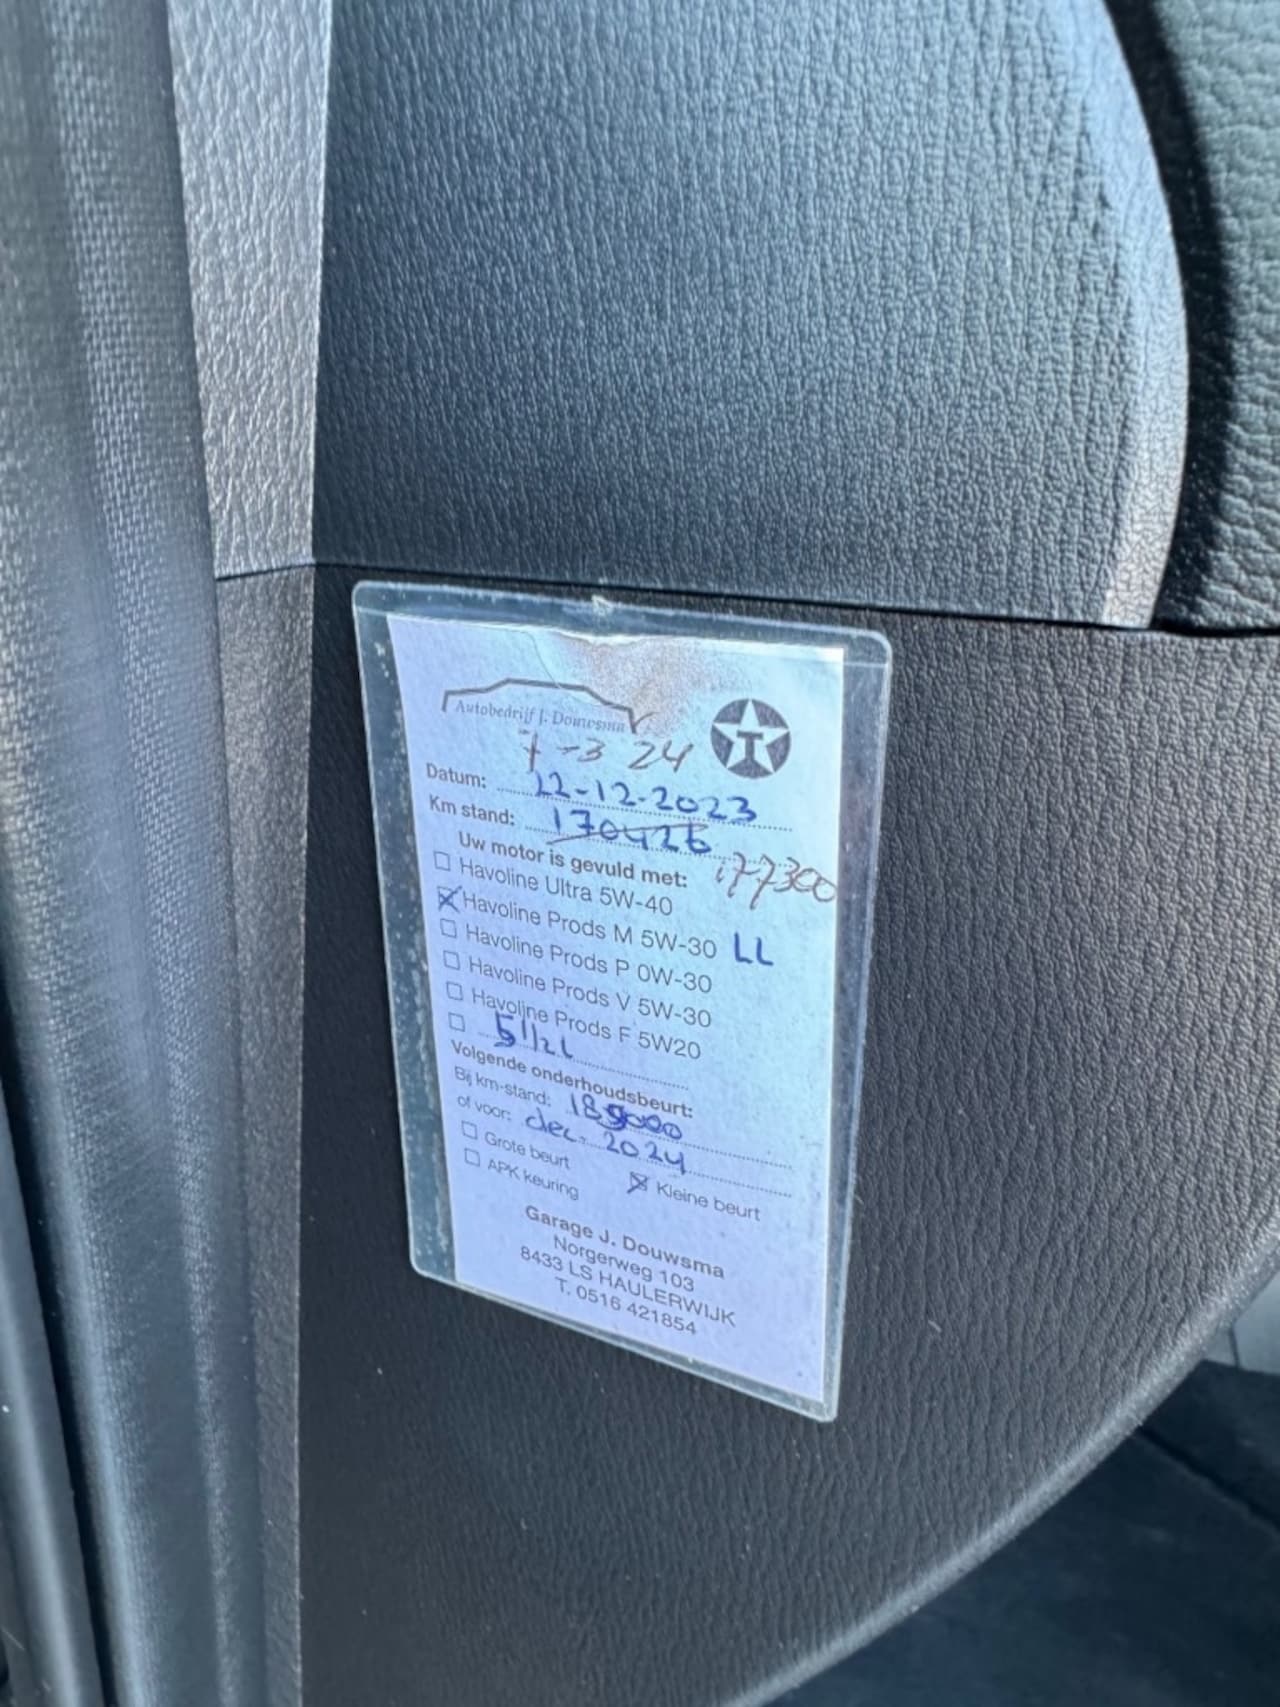 Autobedrijf J. Douwsma
7-3 24
Datum: 22-12-2023
Km stand: 170426
177300
Uw motor is gevuld met:
Havoline Ultra 5W-40
Havoline Prods M 5W-30 LL
Havoline Prods P 0W-30
Havoline Prods V 5W-30
Havoline Prods F 5W20
5 1/2 L
Volgende onderhoudsbeurt:
Bij km-stand: 189000
of voor: dec. 2024
Grote beurt
APK keuring Kleine beurt
Garage J. Douwsma
Norgerweg 103
8433 LS HAULERWIJK
T. 0516 421854